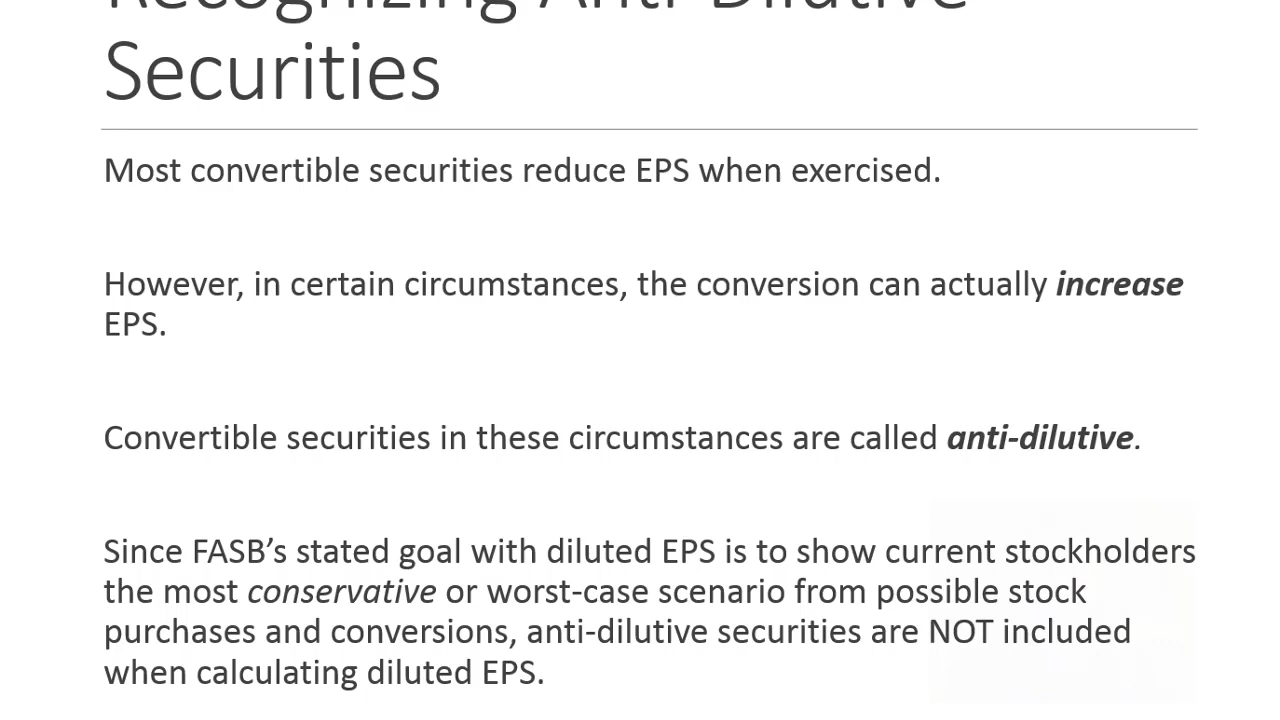 Recognizing Anti-Dilutive
Securities
Most convertible securities reduce EPS when exercised.
However, in certain circumstances, the conversion can actually increase
EPS.
Convertible securities in these circumstances are called anti-dilutive.
Since FASB’s stated goal with diluted EPS is to show current stockholders
the most conservative or worst-case scenario from possible stock
purchases and conversions, anti-dilutive securities are NOT included
when calculating diluted EPS.